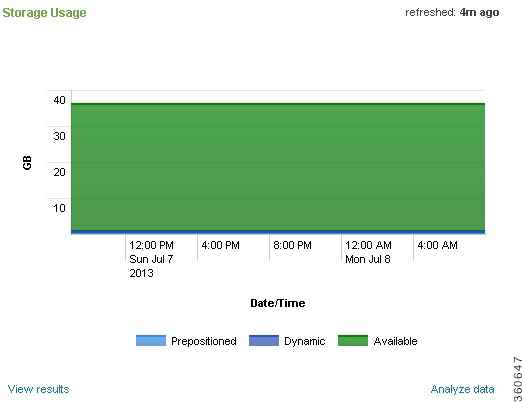 Storage Usage
refreshed: 4m ago
40
30
20
10
GB
12:00 PM
Sun Jul 7
2013
4:00 PM
8:00 PM
12:00 AM
Mon Jul 8
4:00 AM
Date/Time
Prepositioned
Dynamic
Available
View results
Analyze data
360647